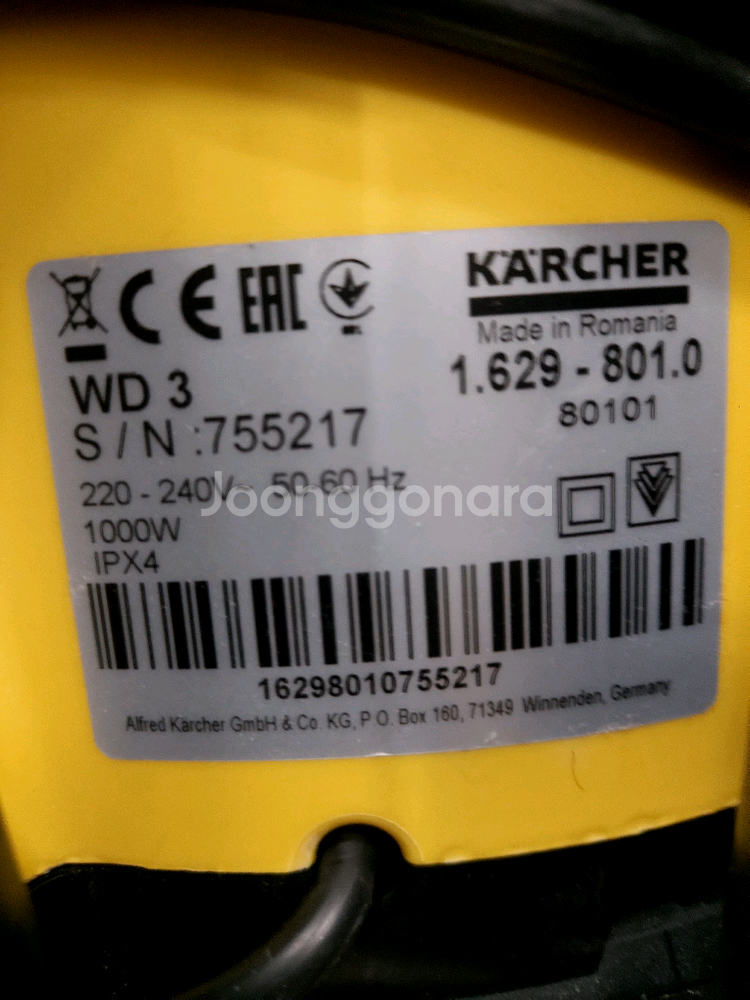 CE EAC
KÄRCHER
Made in Romania
WD 3
1.629 - 801.0
S / N :755217
80101
220 - 240V~ 50-60 Hz
1000W
IPX4
16298010755217
Alfred Kärcher GmbH & Co. KG, P.O. Box 160, 71349 Winnenden, Germany
Joonggonara